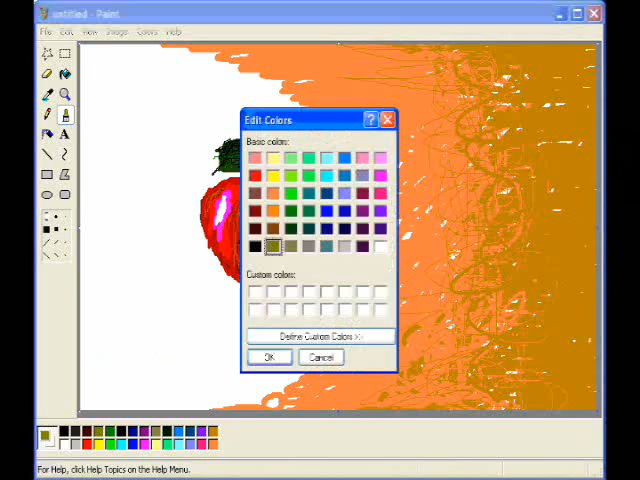 untitled - Paint
File Edit View Image Colors Help
Edit Colors
Basic colors:
Custom colors:
Define Custom Colors >>
OK Cancel
For Help, click Help Topics on the Help Menu.